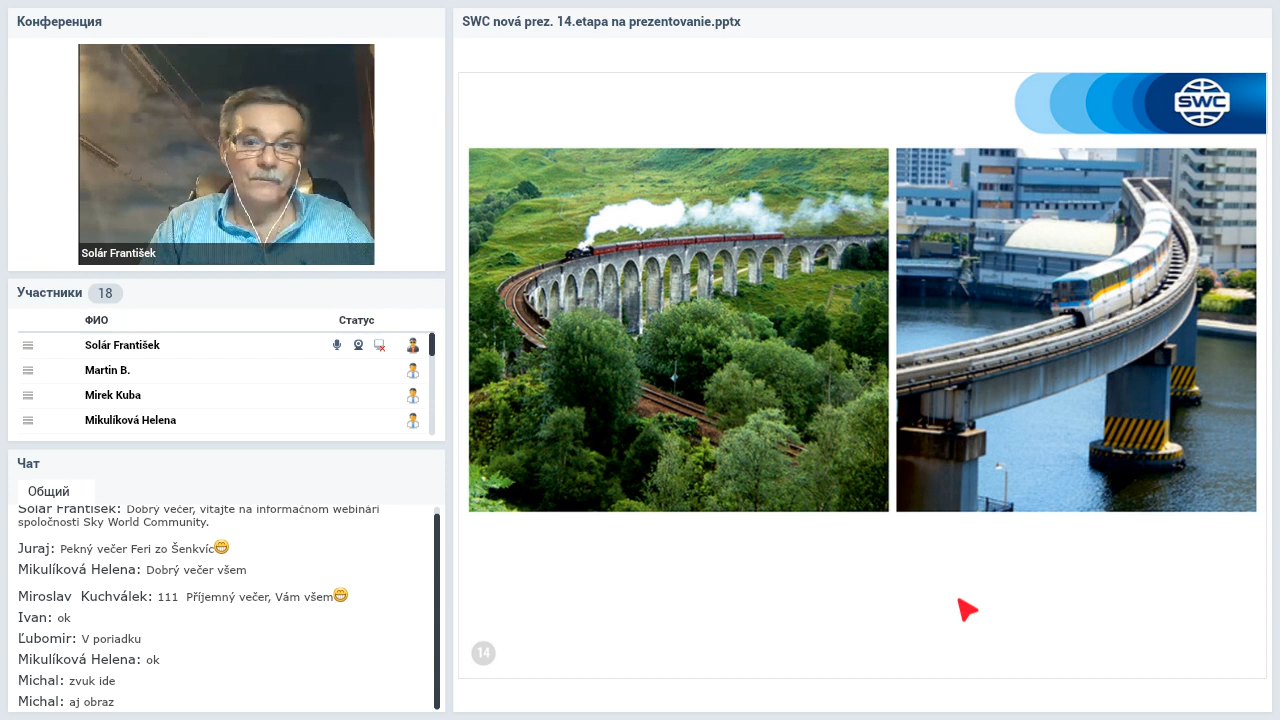 Конференция
Solár František
Участники 18
ФИО Статус
Solár František
Martin B.
Mirek Kuba
Mikulíková Helena
Чат
Общий
Solár František: Dobrý večer, vitajte na informačnom webinári
spoločnosti Sky World Community.
Juraj: Pekný večer Feri zo Šenkvíc
Mikulíková Helena: Dobrý večer všem
Miroslav Kuchválek: 111 Příjemný večer, Vám všem
Ivan: ok
Ľubomir: V poriadku
Mikulíková Helena: ok
Michal: zvuk ide
Michal: aj obraz
SWC nová prez. 14.etapa na prezentovanie.pptx
SWC
14